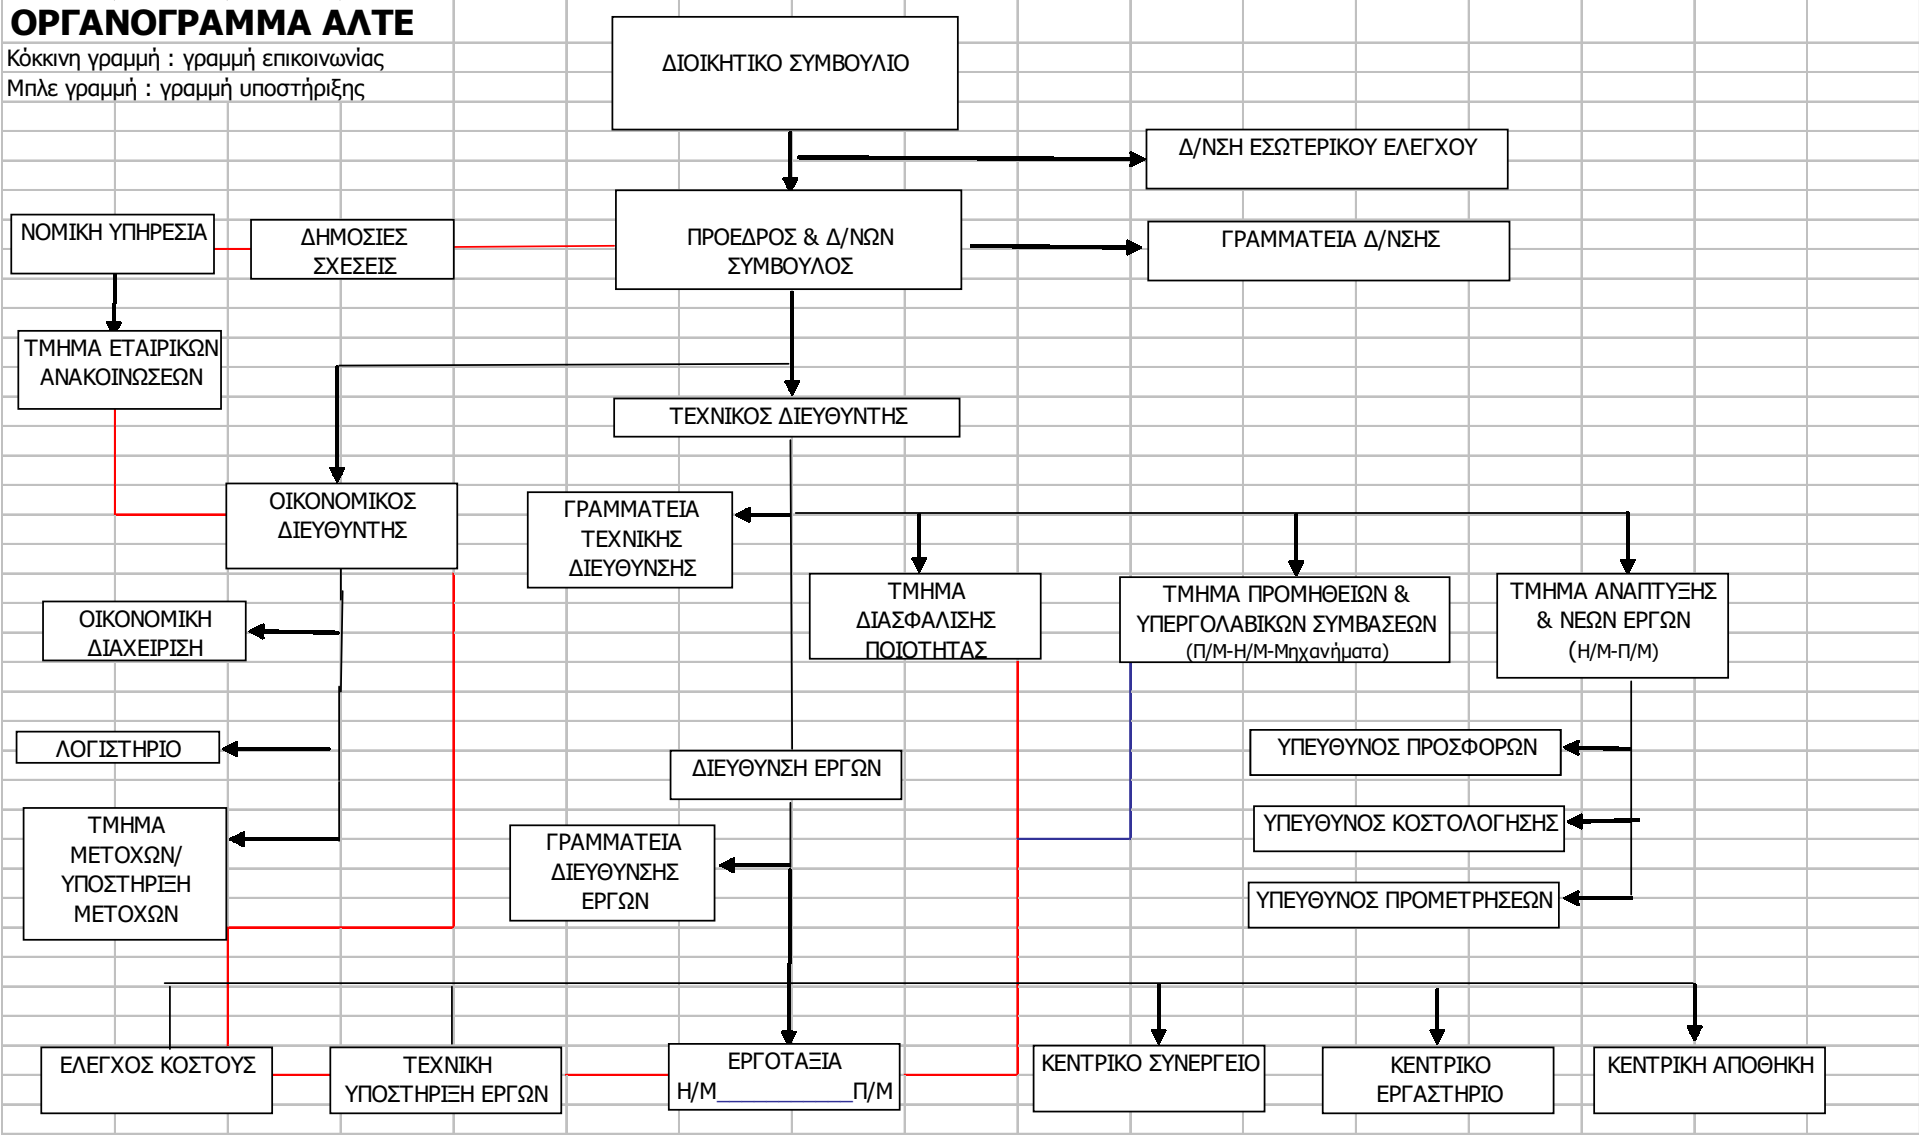 ΟΡΓΑΝΟΓΡΑΜΜΑ ΑΛΤΕ
Κόκκινη γραμμή : γραμμή επικοινωνίας
Μπλε γραμμή : γραμμή υποστήριξης
ΔΙΟΙΚΗΤΙΚΟ ΣΥΜΒΟΥΛΙΟ
Δ/ΝΣΗ ΕΣΩΤΕΡΙΚΟΥ ΕΛΕΓΧΟΥ
ΝΟΜΙΚΗ ΥΠΗΡΕΣΙΑ
ΔΗΜΟΣΙΕΣ
ΣΧΕΣΕΙΣ
ΠΡΟΕΔΡΟΣ & Δ/ΝΩΝ
ΣΥΜΒΟΥΛΟΣ
ΓΡΑΜΜΑΤΕΙΑ Δ/ΝΣΗΣ
ΤΜΗΜΑ ΕΤΑΙΡΙΚΩΝ
ΑΝΑΚΟΙΝΩΣΕΩΝ
ΤΕΧΝΙΚΟΣ ΔΙΕΥΘΥΝΤΗΣ
ΟΙΚΟΝΟΜΙΚΟΣ
ΔΙΕΥΘΥΝΤΗΣ
ΓΡΑΜΜΑΤΕΙΑ
ΤΕΧΝΙΚΗΣ
ΔΙΕΥΘΥΝΣΗΣ
ΤΜΗΜΑ
ΔΙΑΣΦΑΛΙΣΗΣ
ΠΟΙΟΤΗΤΑΣ
ΤΜΗΜΑ ΠΡΟΜΗΘΕΙΩΝ &
ΥΠΕΡΓΟΛΑΒΙΚΩΝ ΣΥΜΒΑΣΕΩΝ
(Π/Μ-Η/Μ-Μηχανήματα)
ΤΜΗΜΑ ΑΝΑΠΤΥΞΗΣ
& ΝΕΩΝ ΕΡΓΩΝ
(Η/Μ-Π/Μ)
ΟΙΚΟΝΟΜΙΚΗ
ΔΙΑΧΕΙΡΙΣΗ
ΛΟΓΙΣΤΗΡΙΟ
ΔΙΕΥΘΥΝΣΗ ΕΡΓΩΝ
ΥΠΕΥΘΥΝΟΣ ΠΡΟΣΦΟΡΩΝ
ΥΠΕΥΘΥΝΟΣ ΚΟΣΤΟΛΟΓΗΣΗΣ
ΥΠΕΥΘΥΝΟΣ ΠΡΟΜΕΤΡΗΣΕΩΝ
ΤΜΗΜΑ
ΜΕΤΟΧΩΝ/
ΥΠΟΣΤΗΡΙΞΗ
ΜΕΤΟΧΩΝ
ΓΡΑΜΜΑΤΕΙΑ
ΔΙΕΥΘΥΝΣΗΣ
ΕΡΓΩΝ
ΕΛΕΓΧΟΣ ΚΟΣΤΟΥΣ
ΤΕΧΝΙΚΗ
ΥΠΟΣΤΗΡΙΞΗ ΕΡΓΩΝ
ΕΡΓΟΤΑΞΙΑ
Η/Μ____________Π/Μ
ΚΕΝΤΡΙΚΟ ΣΥΝΕΡΓΕΙΟ
ΚΕΝΤΡΙΚΟ
ΕΡΓΑΣΤΗΡΙΟ
ΚΕΝΤΡΙΚΗ ΑΠΟΘΗΚΗ